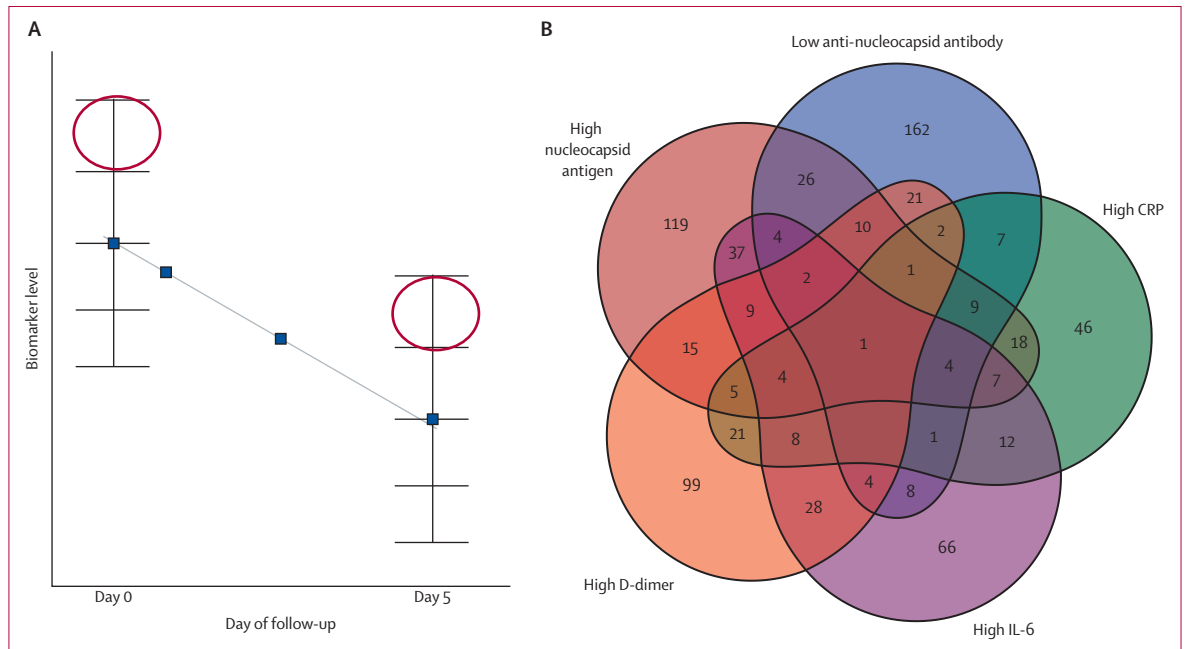 A
Biomarker level
Day 0
Day 5
Day of follow-up
B
Low anti-nucleocapsid antibody
High
nucleocapsid
antigen
High CRP
High D-dimer
High IL-6
162
26
119
21
10
2
7
37
4
1
2
9
46
9
18
15
1
4
7
4
5
21
8
1
12
99
4
8
28
66